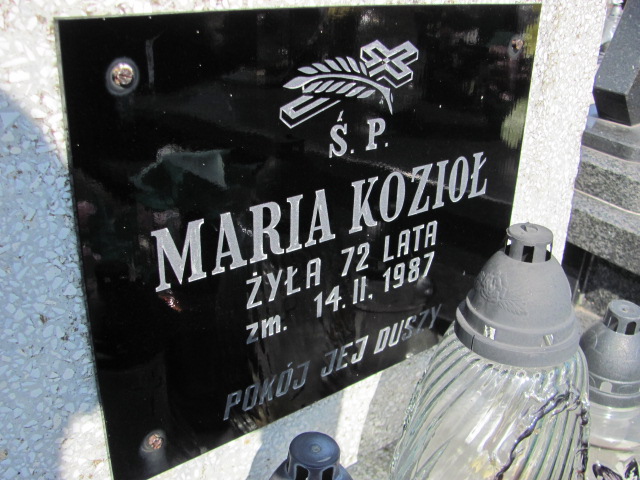 Ś. P.
MARIA KOZIOŁ
ŻYŁA 72 LATA
zm. 14.II.1987
POKÓJ JEJ DUSZY